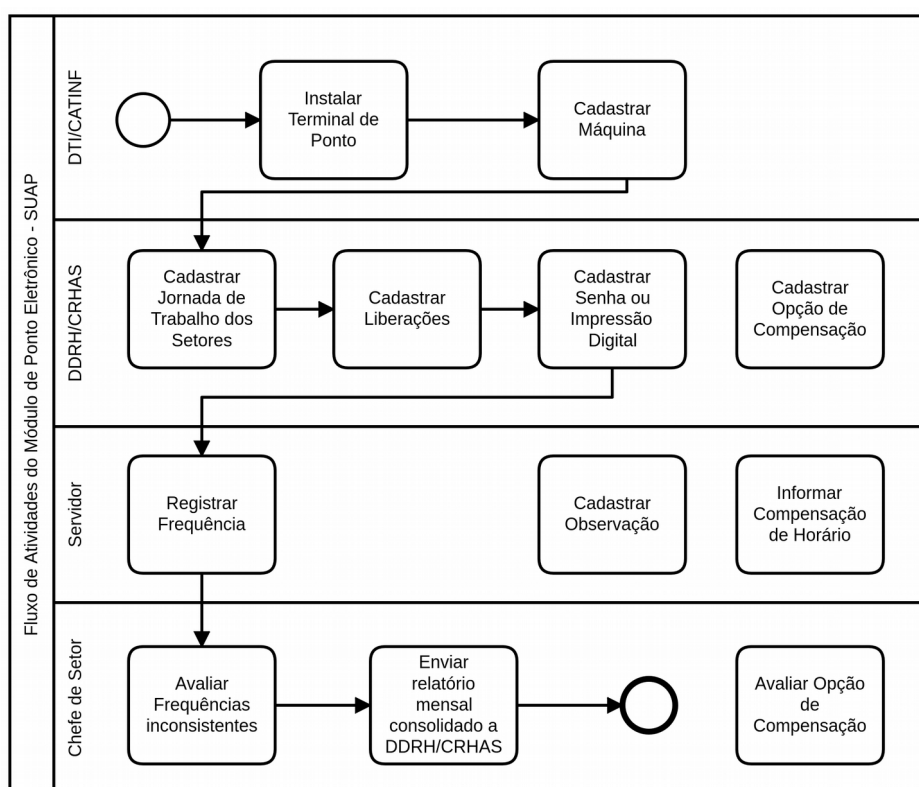 Fluxo de Atividades do Módulo de Ponto Eletrônico - SUAP
DTI/CATINF
Instalar
Terminal de
Ponto
Cadastrar
Máquina
DDRH/CRHAS
Cadastrar
Jornada de
Trabalho dos
Setores
Cadastrar
Liberações
Cadastrar
Senha ou
Impressão
Digital
Cadastrar
Opção de
Compensação
Servidor
Registrar
Frequência
Cadastrar
Observação
Informar
Compensação
de Horário
Chefe de Setor
Avaliar
Frequências
inconsistentes
Enviar
relatório
mensal
consolidado a
DDRH/CRHAS
Avaliar Opção
de
Compensação